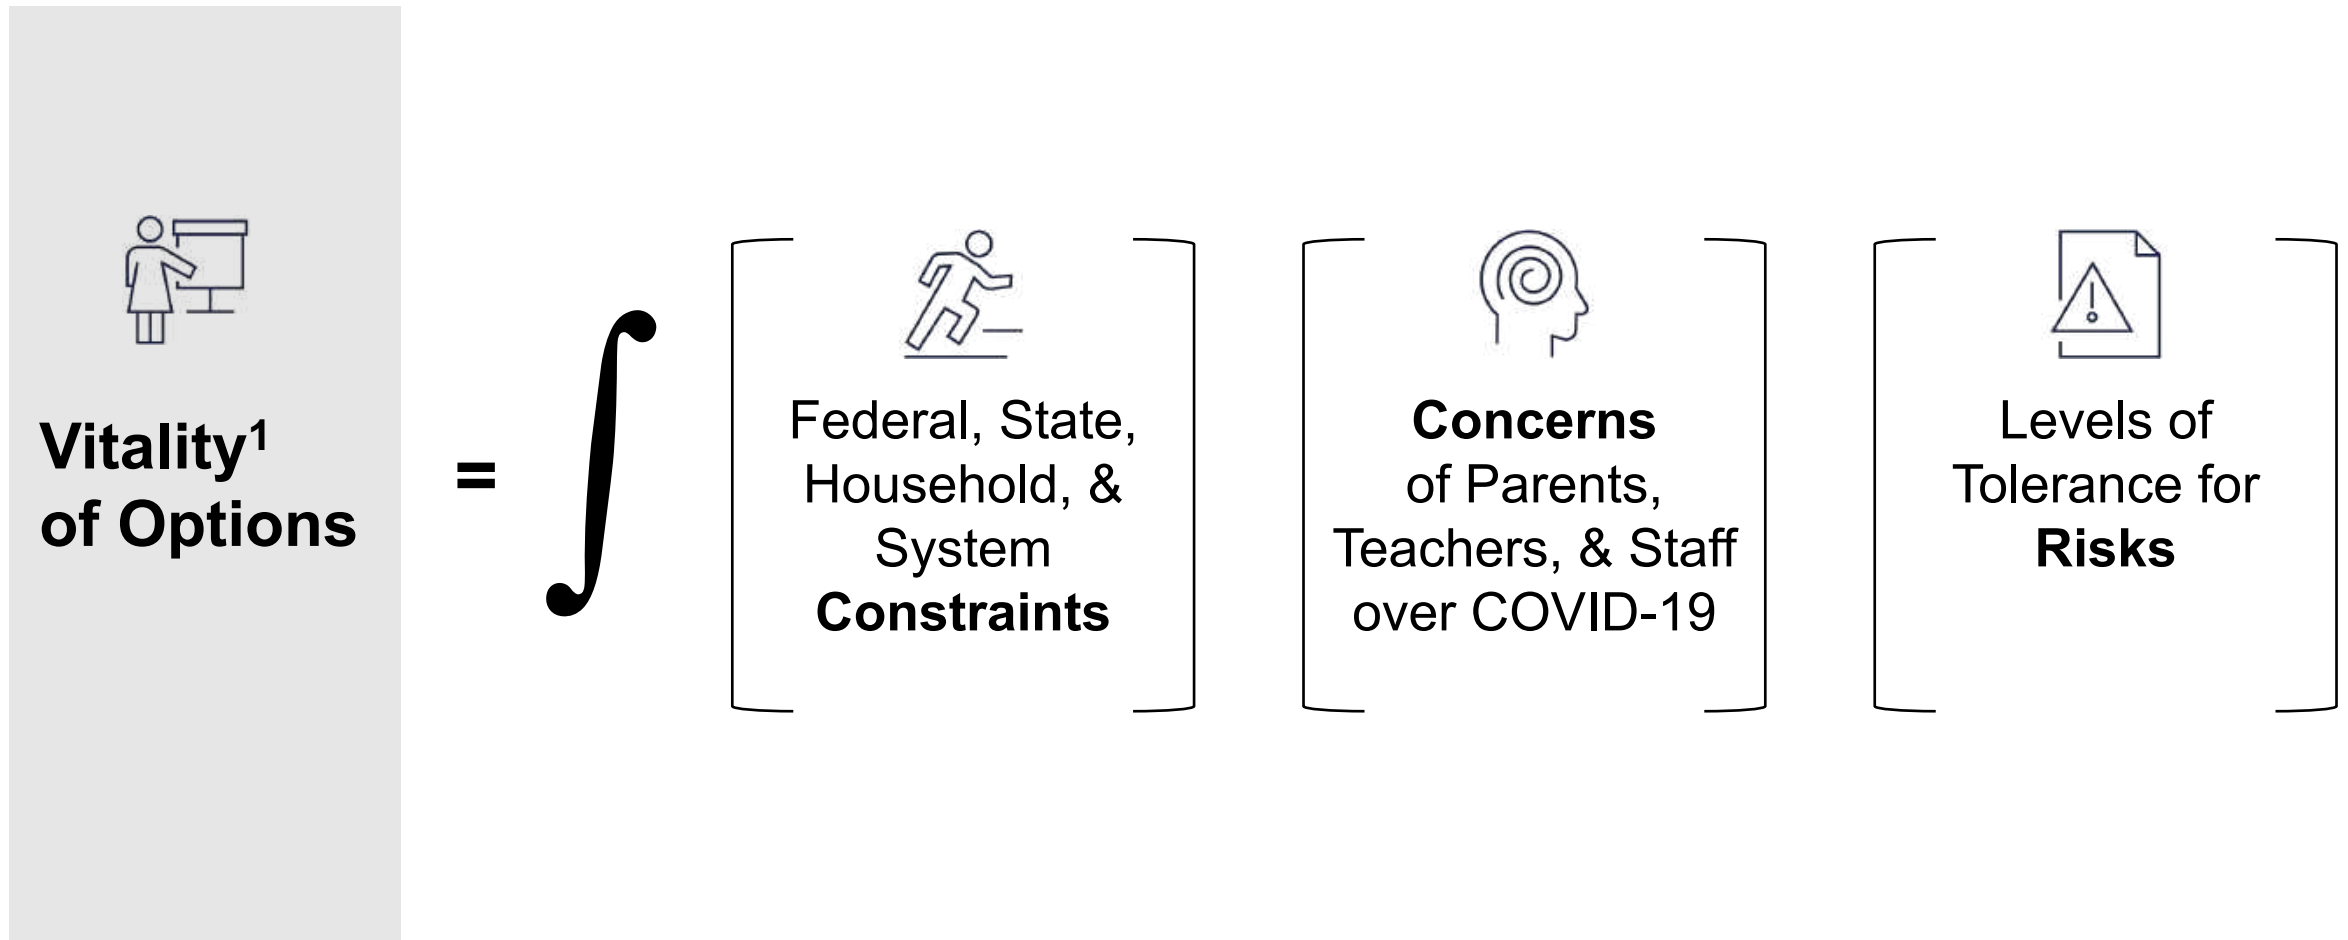 Vitality¹
of Options
=
∫
Federal, State,
Household, &
System
Constraints
Concerns
of Parents,
Teachers, & Staff
over COVID-19
Levels of
Tolerance for
Risks